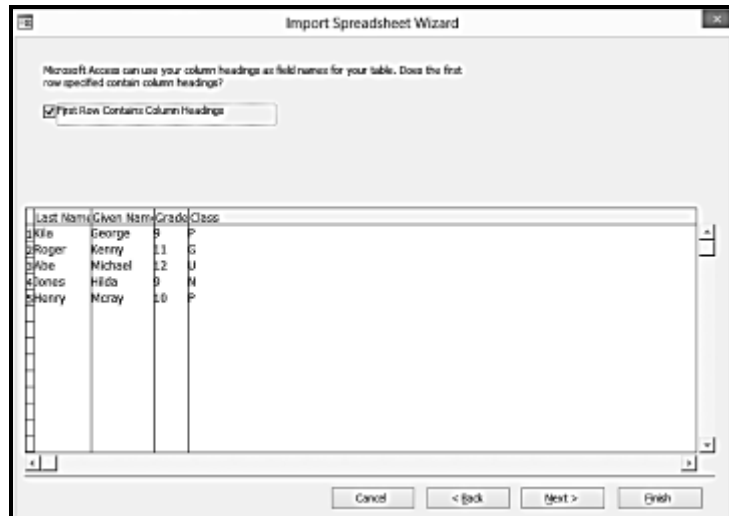 Import Spreadsheet Wizard
Microsoft Access can use your column headings as field names for your table. Does the first
row specified contain column headings?
First Row Contains Column Headings
Last Name Given Name Grade Class
1 Kila George 9 P
2 Roger Kenny 11 G
3 Abe Michael 12 U
4 Jones Hilda 9 N
5 Henry Mcray 10 P
Cancel < Back Next > Finish